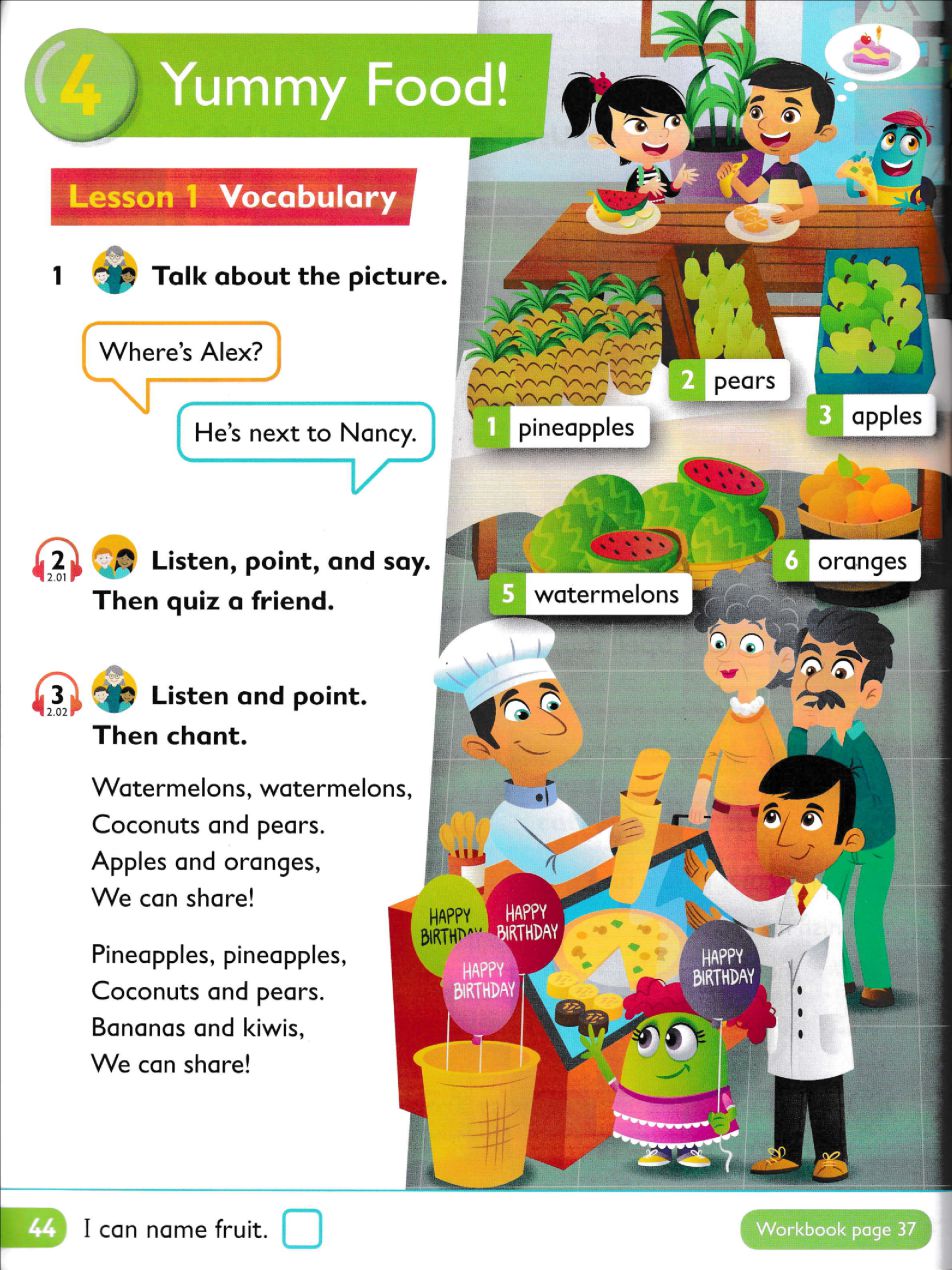 4
Yummy Food!
Lesson 1 Vocabulary
1 Talk about the picture.
Where's Alex?
He's next to Nancy.
2
2.01
Listen, point, and say.
Then quiz a friend.
3
2.02
Listen and point.
Then chant.
Watermelons, watermelons,
Coconuts and pears.
Apples and oranges,
We can share!
Pineapples, pineapples,
Coconuts and pears.
Bananas and kiwis,
We can share!
1 pineapples
2 pears
3 apples
5 watermelons
6 oranges
HAPPY
BIRTHDAY
HAPPY
BIRTHDAY
HAPPY
BIRTHDAY
HAPPY
BIRTHDAY
44 I can name fruit.
Workbook page 37